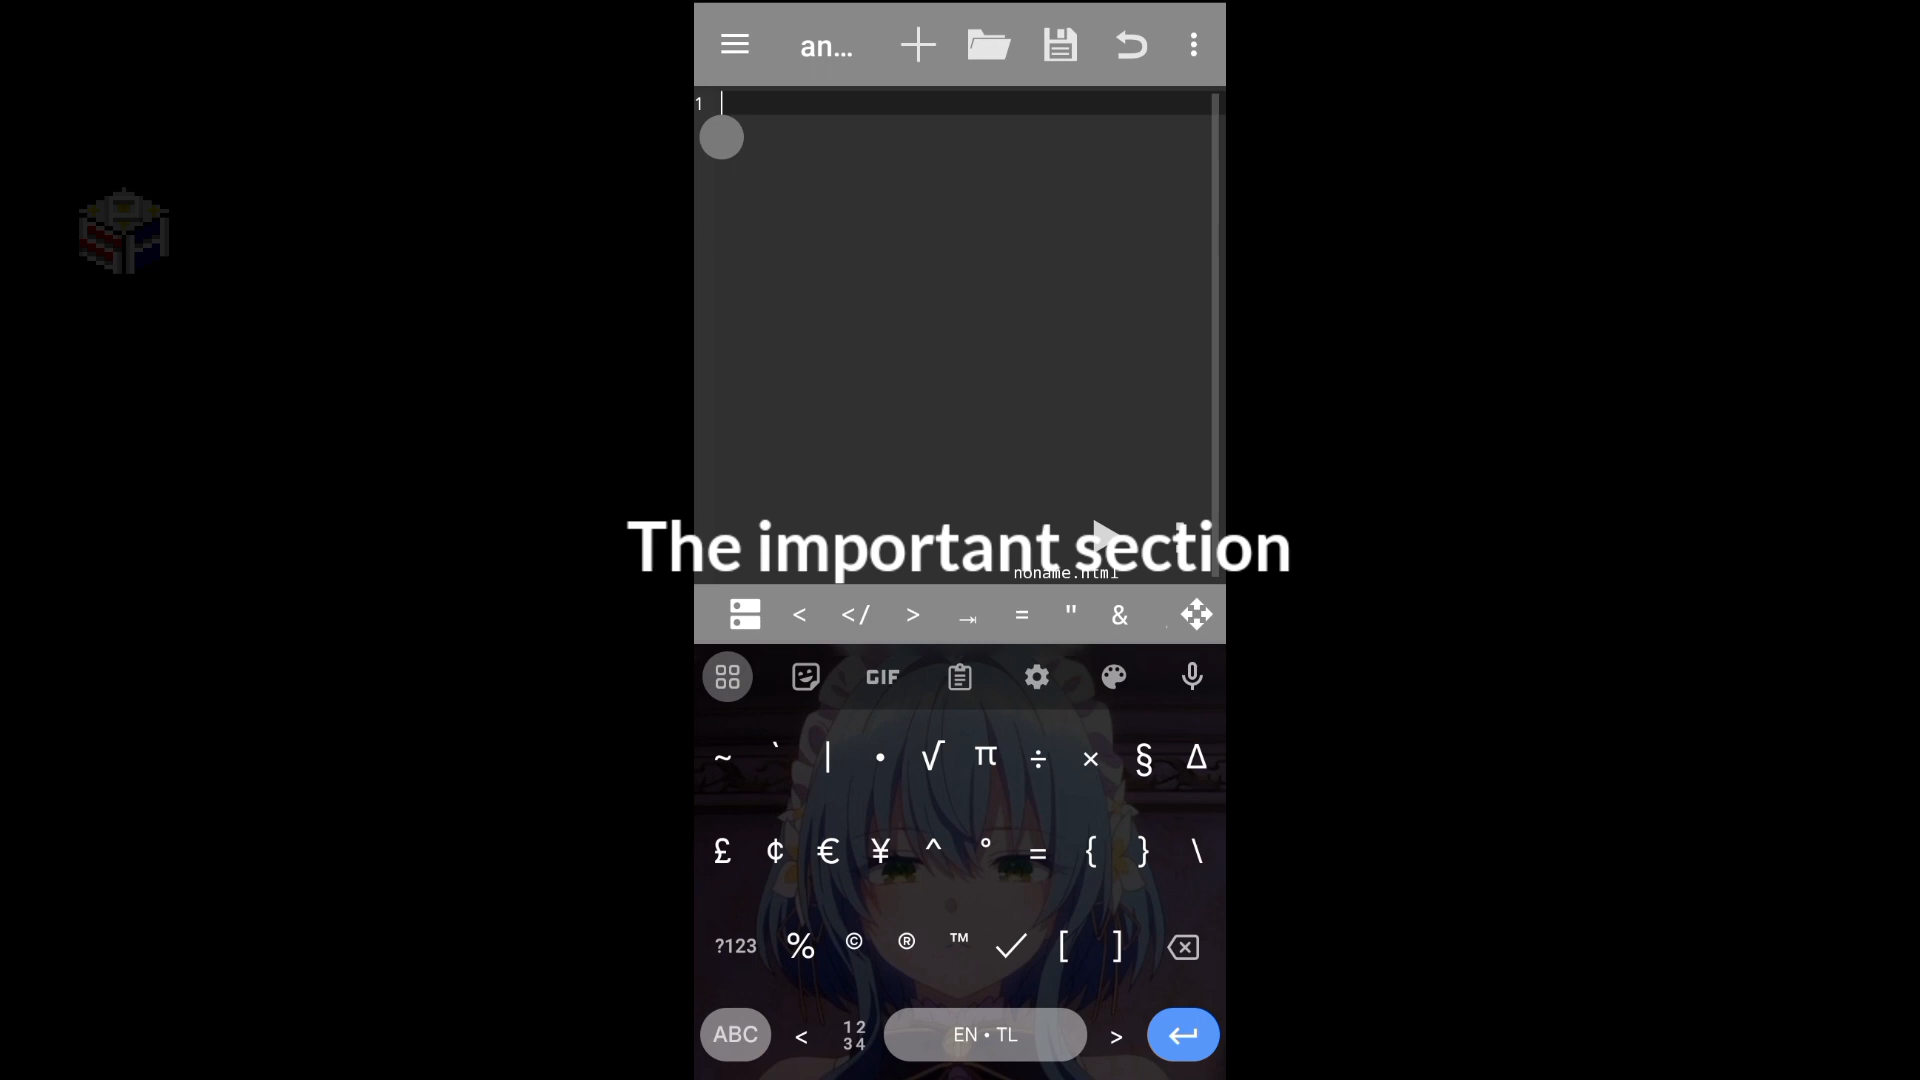 an...
1
The important section
noname.html
< </ > = " &
GIF
~ ` | • √ π ÷ × § Δ
£ ¢ € ¥ ^ ° = { } \
?123 % © ® ™ ✓ [ ]
ABC < 12 34 EN • TL >